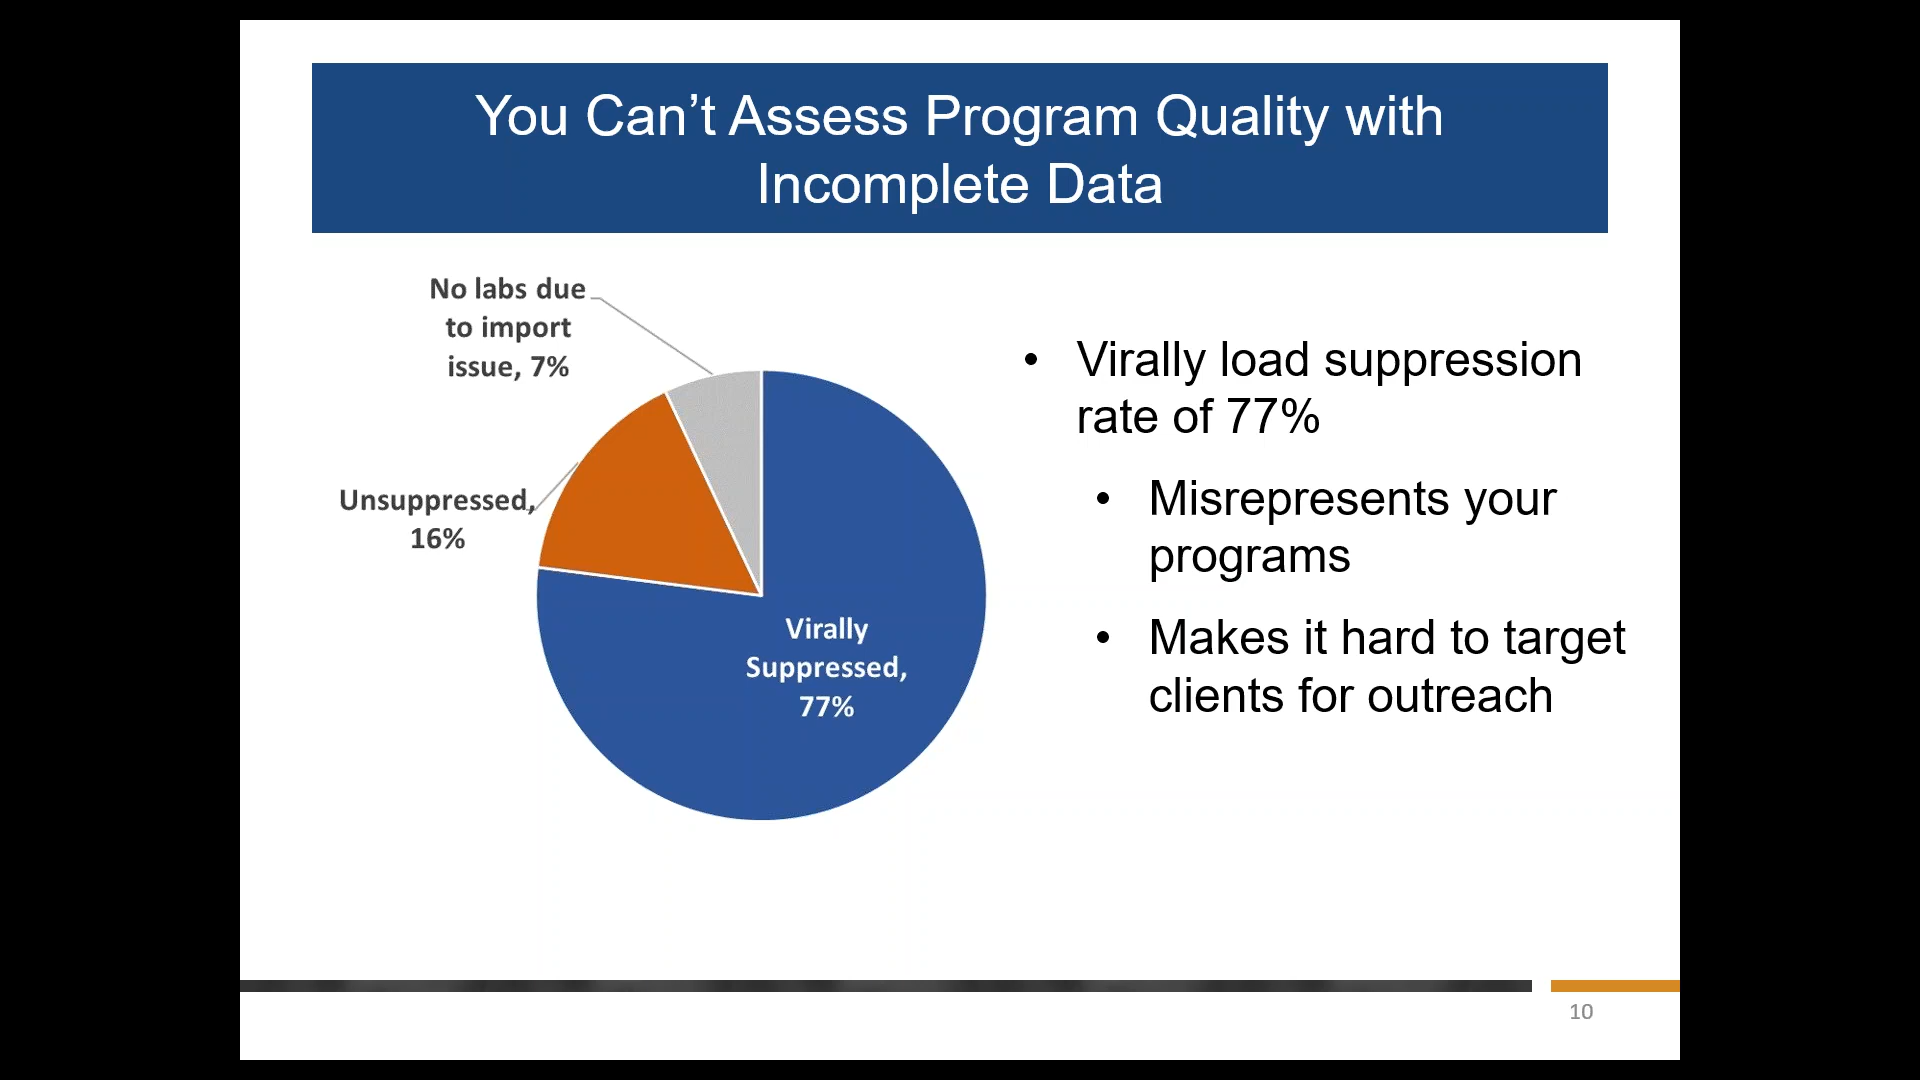 You Can’t Assess Program Quality with
Incomplete Data
No labs due
to import
issue, 7%
Unsuppressed,
16%
Virally
Suppressed,
77%
• Virally load suppression
rate of 77%
• Misrepresents your
programs
• Makes it hard to target
clients for outreach
10